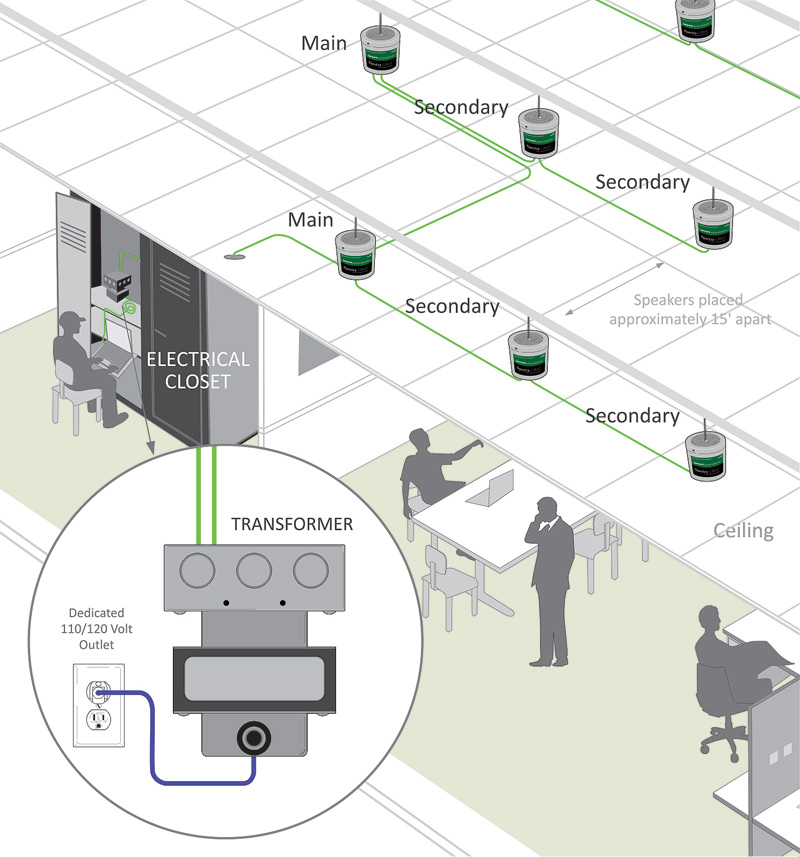 Main
Secondary
Secondary
Main
Secondary
Speakers placed
approximately 15' apart
ELECTRICAL
CLOSET
Secondary
TRANSFORMER
Ceiling
Dedicated
110/120 Volt
Outlet